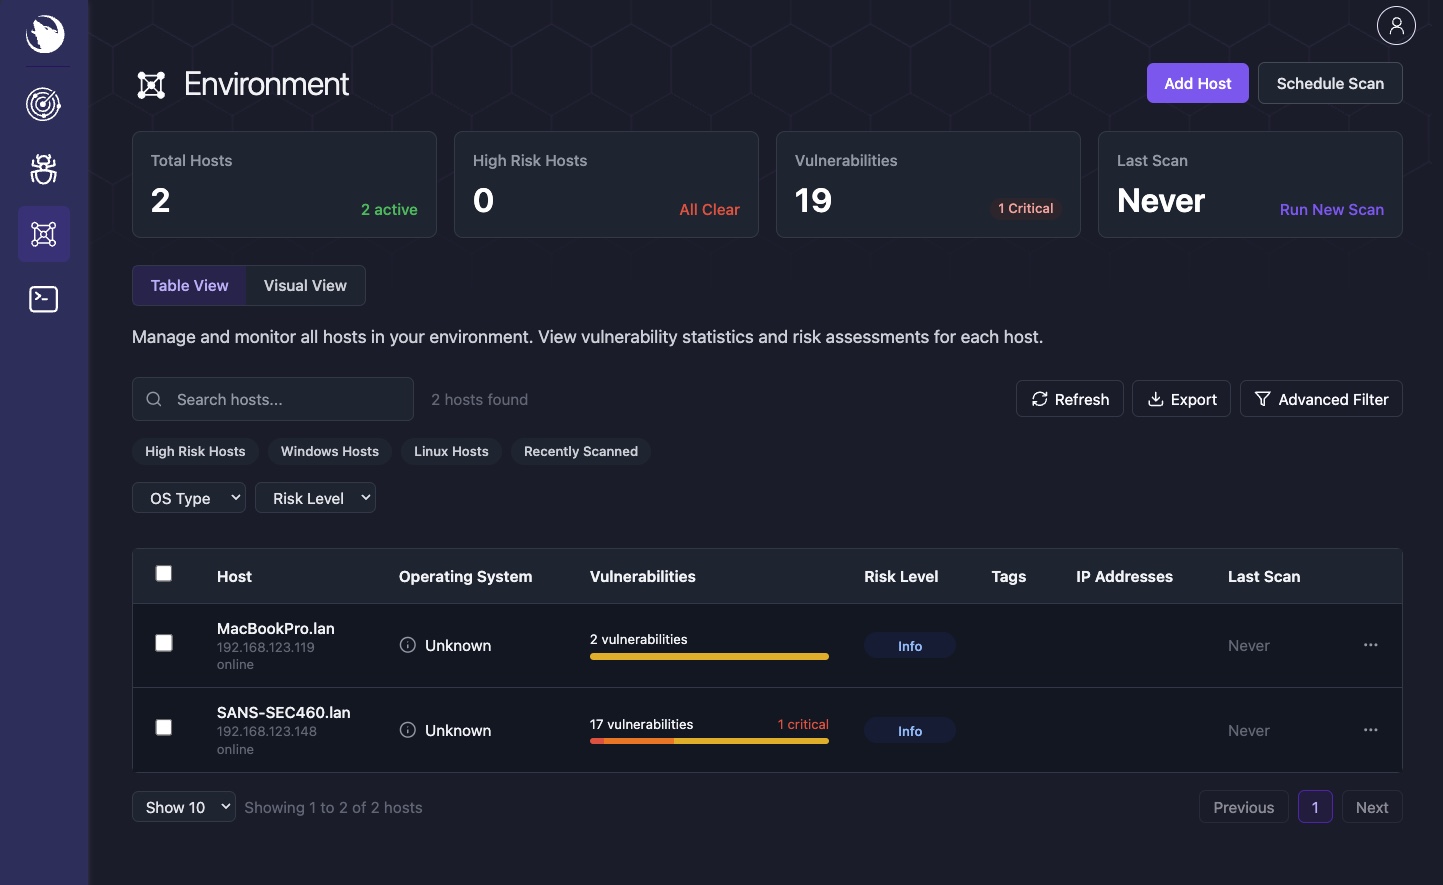 Environment
Add Host
Schedule Scan
Total Hosts
2
2 active
High Risk Hosts
0
All Clear
Vulnerabilities
19
1 Critical
Last Scan
Never
Run New Scan
Table View
Visual View
Manage and monitor all hosts in your environment. View vulnerability statistics and risk assessments for each host.
Search hosts...
2 hosts found
Refresh
Export
Advanced Filter
High Risk Hosts
Windows Hosts
Linux Hosts
Recently Scanned
OS Type
Risk Level
Host
Operating System
Vulnerabilities
Risk Level
Tags
IP Addresses
Last Scan
MacBookPro.lan
192.168.123.119
online
Unknown
2 vulnerabilities
Info
Never
SANS-SEC460.lan
192.168.123.148
online
Unknown
17 vulnerabilities
1 critical
Info
Never
Show 10
Showing 1 to 2 of 2 hosts
Previous
1
Next